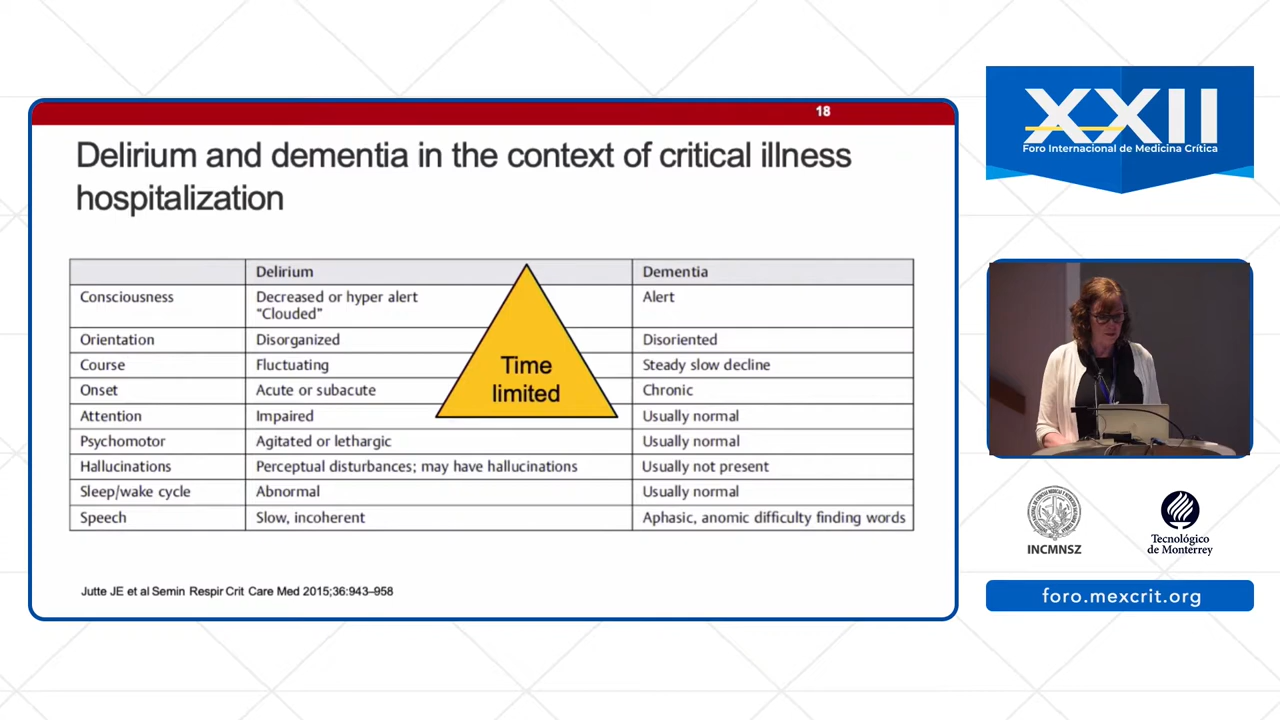 18
Delirium and dementia in the context of critical illness
hospitalization
Delirium Dementia
Consciousness Decreased or hyper alert Alert
"Clouded"
Orientation Disorganized Disoriented
Course Fluctuating Steady slow decline
Onset Acute or subacute Chronic
Attention Impaired Usually normal
Psychomotor Agitated or lethargic Usually normal
Hallucinations Perceptual disturbances; may have hallucinations Usually not present
Sleep/wake cycle Abnormal Usually normal
Speech Slow, incoherent Aphasic, anomic difficulty finding words
Time
limited
Jutte JE et al Semin Respir Crit Care Med 2015;36:943–958
XXII
Foro Internacional de Medicina Crítica
INCMNSZ
Tecnológico
de Monterrey
foro.mexcrit.org